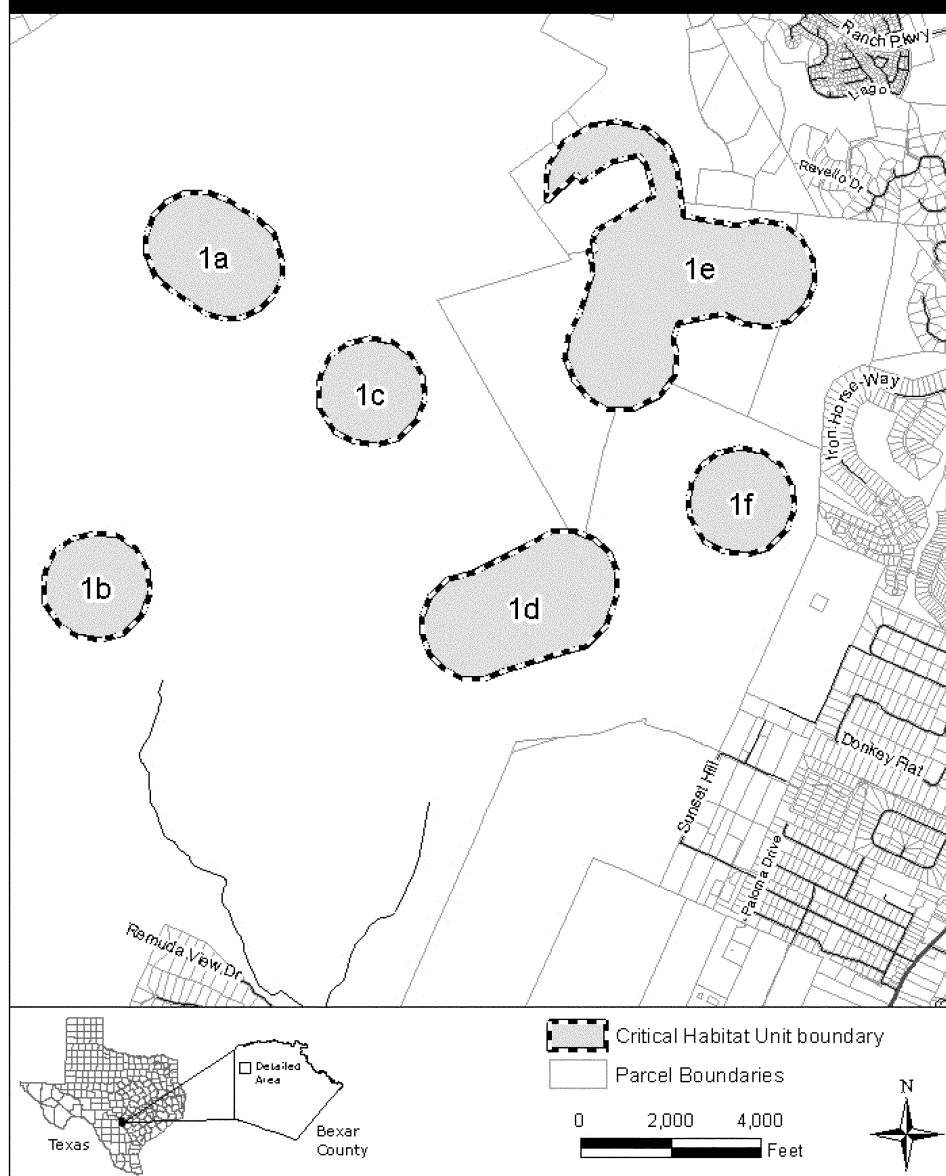 Ranch Pkwy
Lago
Revello Dr
1a
1e
1c
Iron Horse Way
1f
1b
1d
Donkey Flat
Sunset Hill
Paloma Drive
Remuda View Dr
Critical Habitat Unit boundary
Detailed
Area
Parcel Boundaries
N
0 2,000 4,000
Feet
Texas
Bexar
County